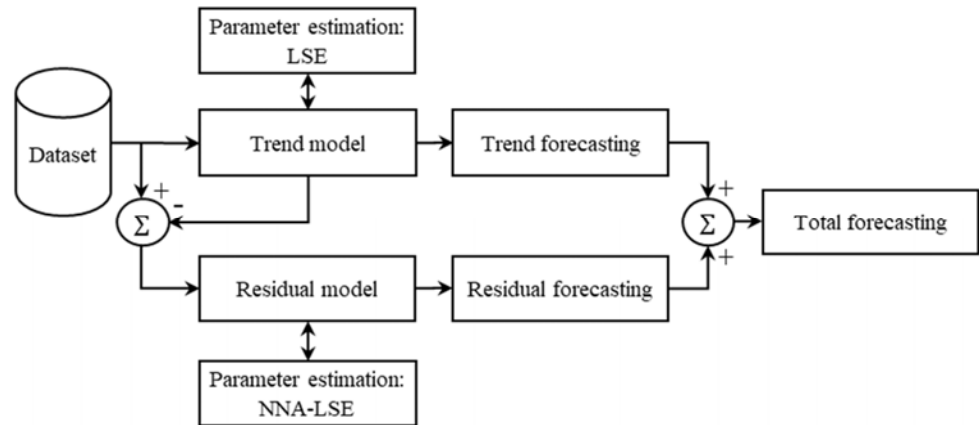 Parameter estimation:
LSE
Dataset
Trend model
Trend forecasting
+
-
Σ
+
Σ
+
Total forecasting
Residual model
Residual forecasting
Parameter estimation:
NNA-LSE